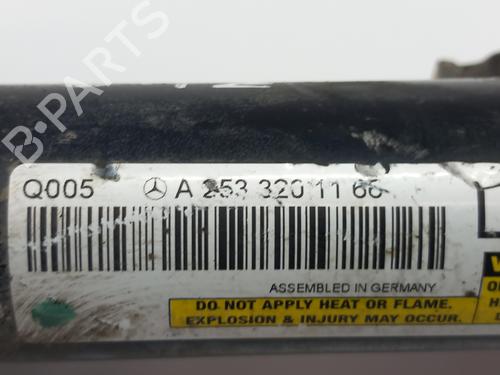 B-PARTS
Q005 A 253 320 11 66
ASSEMBLED IN GERMANY
DO NOT APPLY HEAT OR FLAME.
EXPLOSION & INJURY MAY OCCUR.